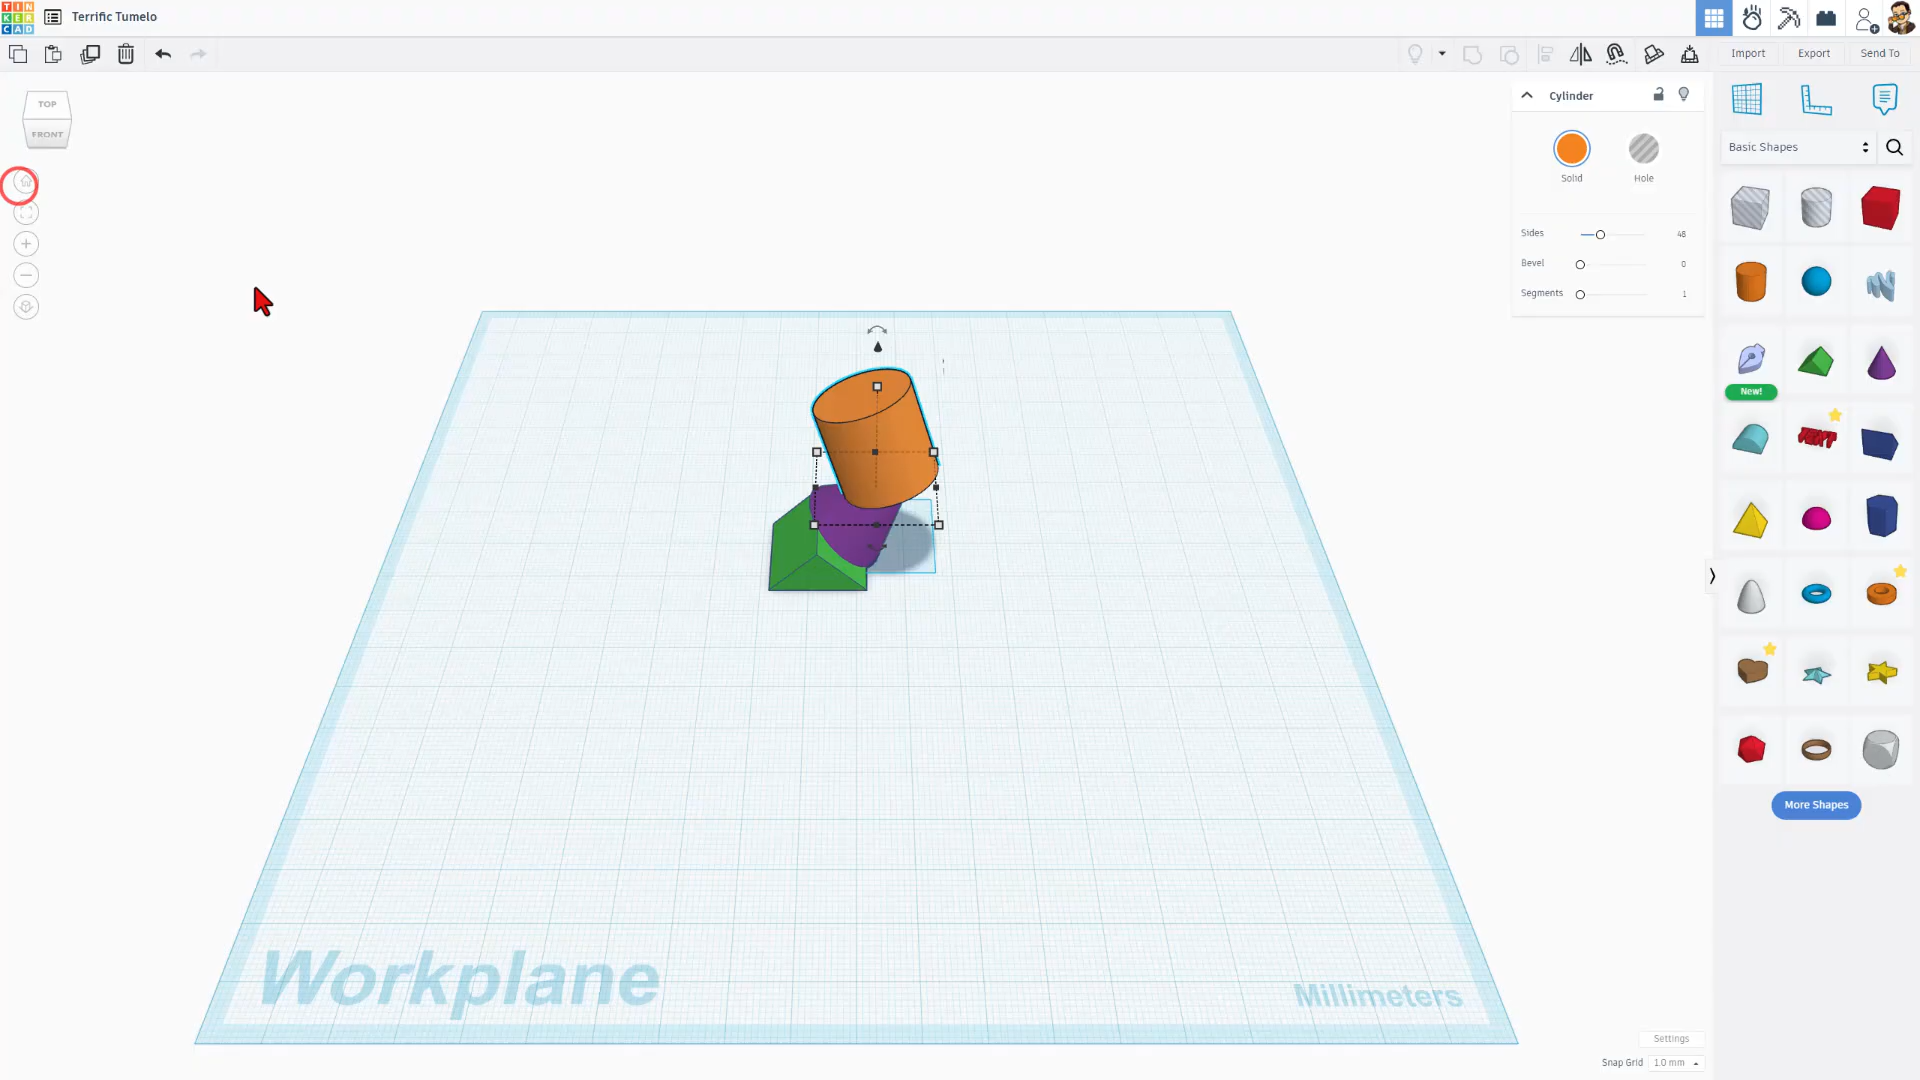 TIN
KER
CAD
Terrific Tumelo
Import
Export
Send To
TOP
FRONT
Cylinder
Solid
Hole
Sides
48
Bevel
0
Segments
1
Basic Shapes
New!
TEXT
More Shapes
Workplane
Millimeters
Settings
Snap Grid
1.0 mm